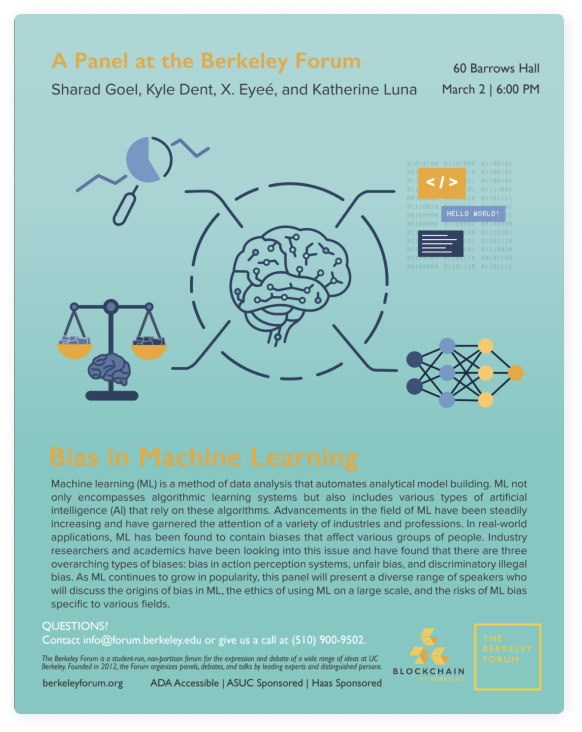 A Panel at the Berkeley Forum
Sharad Goel, Kyle Dent, X. Eyeé, and Katherine Luna
60 Barrows Hall
March 2 | 6:00 PM
</>
HELLO WORLD!
Bias in Machine Learning
Machine learning (ML) is a method of data analysis that automates analytical model building. ML not
only encompasses algorithmic learning systems but also includes various types of artificial
intelligence (AI) that rely on these algorithms. Advancements in the field of ML have been steadily
increasing and have garnered the attention of a variety of industries and professions. In real-world
applications, ML has been found to contain biases that affect various groups of people. Industry
researchers and academics have been looking into this issue and have found that there are three
overarching types of biases: bias in action perception systems, unfair bias, and discriminatory illegal
bias. As ML continues to grow in popularity, this panel will present a diverse range of speakers who
will discuss the origins of bias in ML, the ethics of using ML on a large scale, and the risks of ML bias
specific to various fields.
QUESTIONS?
Contact info@forum.berkeley.edu or give us a call at (510) 900-9502.
The Berkeley Forum is a student-run, non-partisan forum for the expression and debate of a wide range of ideas at UC
Berkeley. Founded in 2012, the Forum organizes panels, debates, and talks by leading experts and distinguished persons.
berkeleyforum.org ADA Accessible | ASUC Sponsored | Haas Sponsored
BLOCKCHAIN
AT BERKELEY
THE
BERKELEY
FORUM